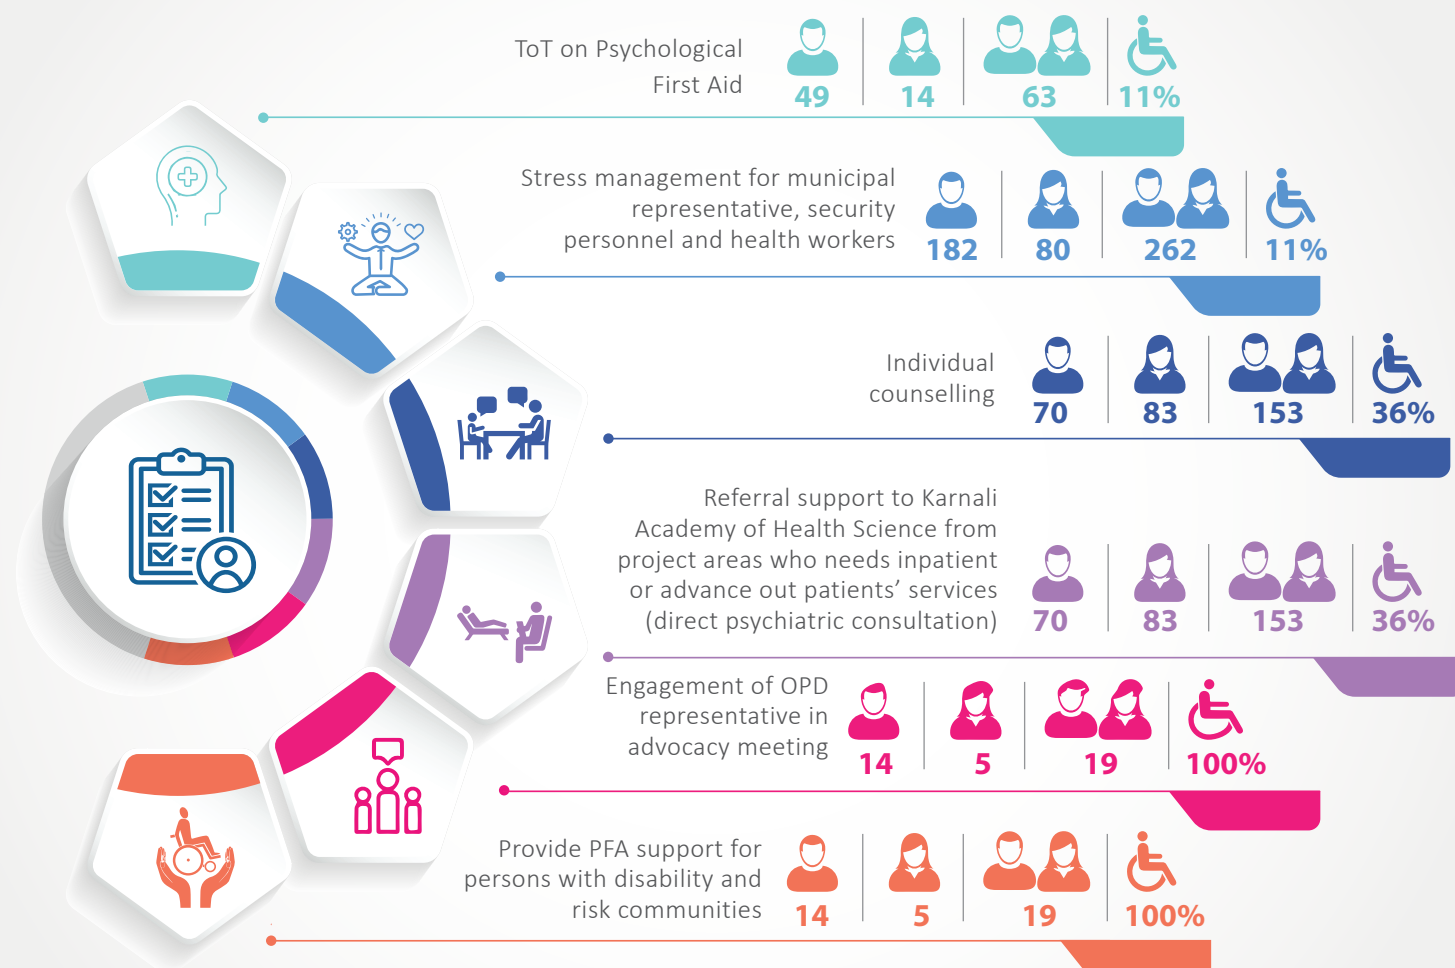 ToT on Psychological
First Aid
49 14 63 11%
Stress management for municipal
representative, security
personnel and health workers
182 80 262 11%
Individual
counselling
70 83 153 36%
Referral support to Karnali
Academy of Health Science from
project areas who needs inpatient
or advance out patients’ services
(direct psychiatric consultation)
70 83 153 36%
Engagement of OPD
representative in
advocacy meeting
14 5 19 100%
Provide PFA support for
persons with disability and
risk communities
14 5 19 100%